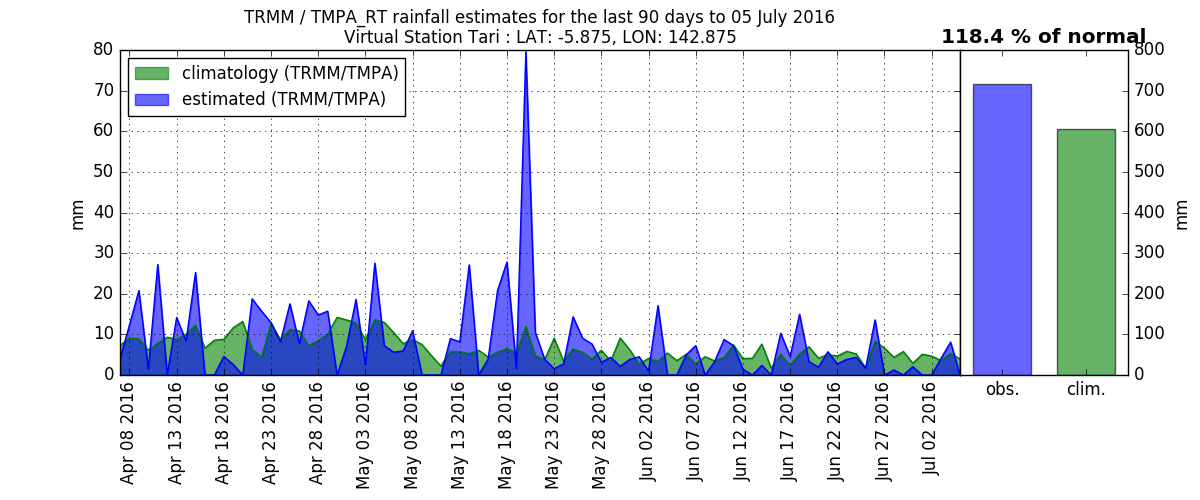 TRMM / TMPA_RT rainfall estimates for the last 90 days to 05 July 2016
Virtual Station Tari : LAT: -5.875, LON: 142.875
118.4 % of normal
climatology (TRMM/TMPA)
estimated (TRMM/TMPA)
80
70
60
50
40
30
20
10
0
mm
800
700
600
500
400
300
200
100
0
mm
Apr 08 2016
Apr 13 2016
Apr 18 2016
Apr 23 2016
Apr 28 2016
May 03 2016
May 08 2016
May 13 2016
May 18 2016
May 23 2016
May 28 2016
Jun 02 2016
Jun 07 2016
Jun 12 2016
Jun 17 2016
Jun 22 2016
Jun 27 2016
Jul 02 2016
obs.
clim.